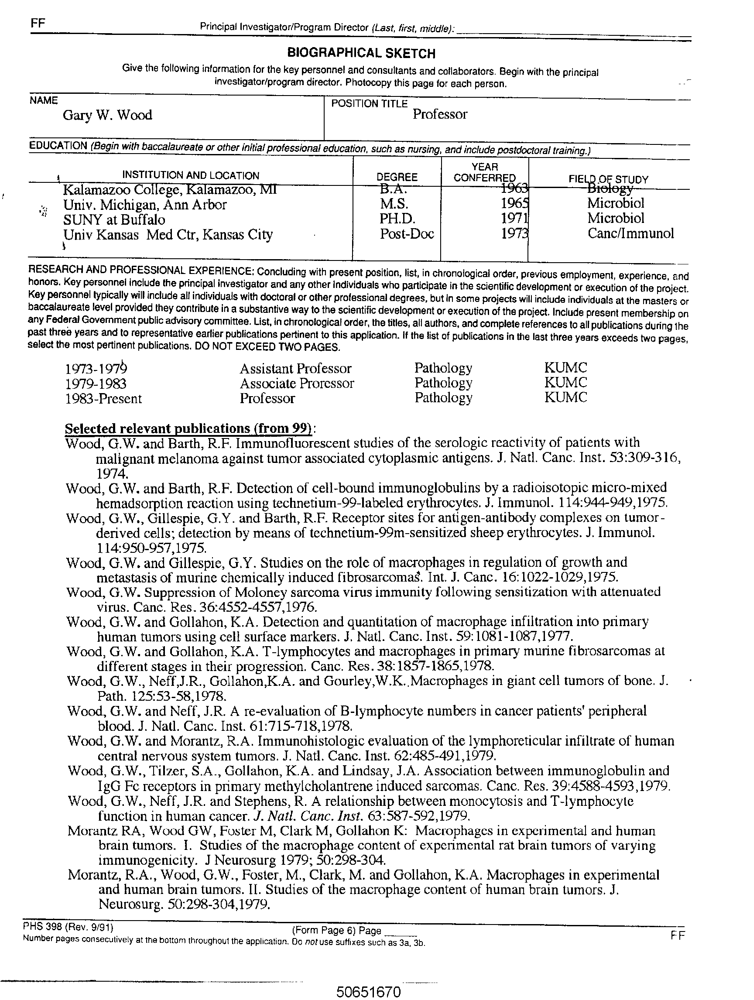 FF
Principal Investigator/Program Director (Last, first, middle):
BIOGRAPHICAL SKETCH
Give the following information for the key personnel and consultants and collaborators. Begin with the principal
investigator/program director. Photocopy this page for each person.
NAME
POSITION TITLE
Gary W. Wood
Professor
EDUCATION (Begin with baccalaureate or other initial professional education, such as nursing, and include postdoctoral training.)
INSTITUTION AND LOCATION DEGREE YEAR CONFERRED FIELD OF STUDY
Kalamazoo College, Kalamazoo, MI B.A. 1963 Biology
Univ. Michigan, Ann Arbor M.S. 1965 Microbiol
SUNY at Buffalo PH.D. 1971 Microbiol
Univ Kansas Med Ctr, Kansas City Post-Doc 1973 Canc/Immunol
RESEARCH AND PROFESSIONAL EXPERIENCE: Concluding with present position, list, in chronological order, previous employment, experience, and
honors. Key personnel include the principal investigator and any other individuals who participate in the scientific development or execution of the project.
Key personnel typically will include all individuals with doctoral or other professional degrees, but in some projects will include individuals at the masters or
baccalaureate level provided they contribute in a substantive way to the scientific development or execution of the project. Include present membership on
any Federal Government public advisory committee. List, in chronological order, the titles, all authors, and complete references to all publications during the
past three years and to representative earlier publications pertinent to this application. If the list of publications in the last three years exceeds two pages,
select the most pertinent publications. DO NOT EXCEED TWO PAGES.
1973-1979 Assistant Professor Pathology KUMC
1979-1983 Associate Proressor Pathology KUMC
1983-Present Professor Pathology KUMC
Selected relevant publications (from 99):
Wood, G.W. and Barth, R.F. Immunofluorescent studies of the serologic reactivity of patients with
malignant melanoma against tumor associated cytoplasmic antigens. J. Natl. Canc. Inst. 53:309-316,
1974.
Wood, G.W. and Barth, R.F. Detection of cell-bound immunoglobulins by a radioisotopic micro-mixed
hemadsorption reaction using technetium-99-labeled erythrocytes. J. Immunol. 114:944-949,1975.
Wood, G.W., Gillespie, G.Y. and Barth, R.F. Receptor sites for antigen-antibody complexes on tumor-
derived cells; detection by means of technetium-99m-sensitized sheep erythrocytes. J. Immunol.
114:950-957,1975.
Wood, G.W. and Gillespie, G.Y. Studies on the role of macrophages in regulation of growth and
metastasis of murine chemically induced fibrosarcomas. Int. J. Canc. 16:1022-1029,1975.
Wood, G.W. Suppression of Moloney sarcoma virus immunity following sensitization with attenuated
virus. Canc. Res. 36:4552-4557,1976.
Wood, G.W. and Gollahon, K.A. Detection and quantitation of macrophage infiltration into primary
human tumors using cell surface markers. J. Natl. Canc. Inst. 59:1081-1087,1977.
Wood, G.W. and Gollahon, K.A. T-lymphocytes and macrophages in primary murine fibrosarcomas at
different stages in their progression. Canc. Res. 38:1857-1865,1978.
Wood, G.W., Neff,J.R., Gollahon,K.A. and Gourley,W.K. Macrophages in giant cell tumors of bone. J.
Path. 125:53-58,1978.
Wood, G.W. and Neff, J.R. A re-evaluation of B-lymphocyte numbers in cancer patients' peripheral
blood. J. Natl. Canc. Inst. 61:715-718,1978.
Wood, G.W. and Morantz, R.A. Immunohistologic evaluation of the lymphoreticular infiltrate of human
central nervous system tumors. J. Natl. Canc. Inst. 62:485-491,1979.
Wood, G.W., Tilzer, S.A., Gollahon, K.A. and Lindsay, J.A. Association between immunoglobulin and
IgG Fc receptors in primary methylcholantrene induced sarcomas. Canc. Res. 39:4588-4593,1979.
Wood, G.W., Neff, J.R. and Stephens, R. A relationship between monocytosis and T-lymphocyte
function in human cancer. J. Natl. Canc. Inst. 63:587-592,1979.
Morantz RA, Wood GW, Foster M, Clark M, Gollahon K: Macrophages in experimental and human
brain tumors. I. Studies of the macrophage content of experimental rat brain tumors of varying
immunogenicity. J Neurosurg 1979; 50:298-304.
Morantz, R.A., Wood, G.W., Foster, M., Clark, M. and Gollahon, K.A. Macrophages in experimental
and human brain tumors. II. Studies of the macrophage content of human brain tumors. J.
Neurosurg. 50:298-304,1979.
PHS 398 (Rev. 9/91) (Form Page 6) Page FF
Number pages consecutively at the bottom throughout the application. Do not use suffixes such as 3a, 3b.
50651670